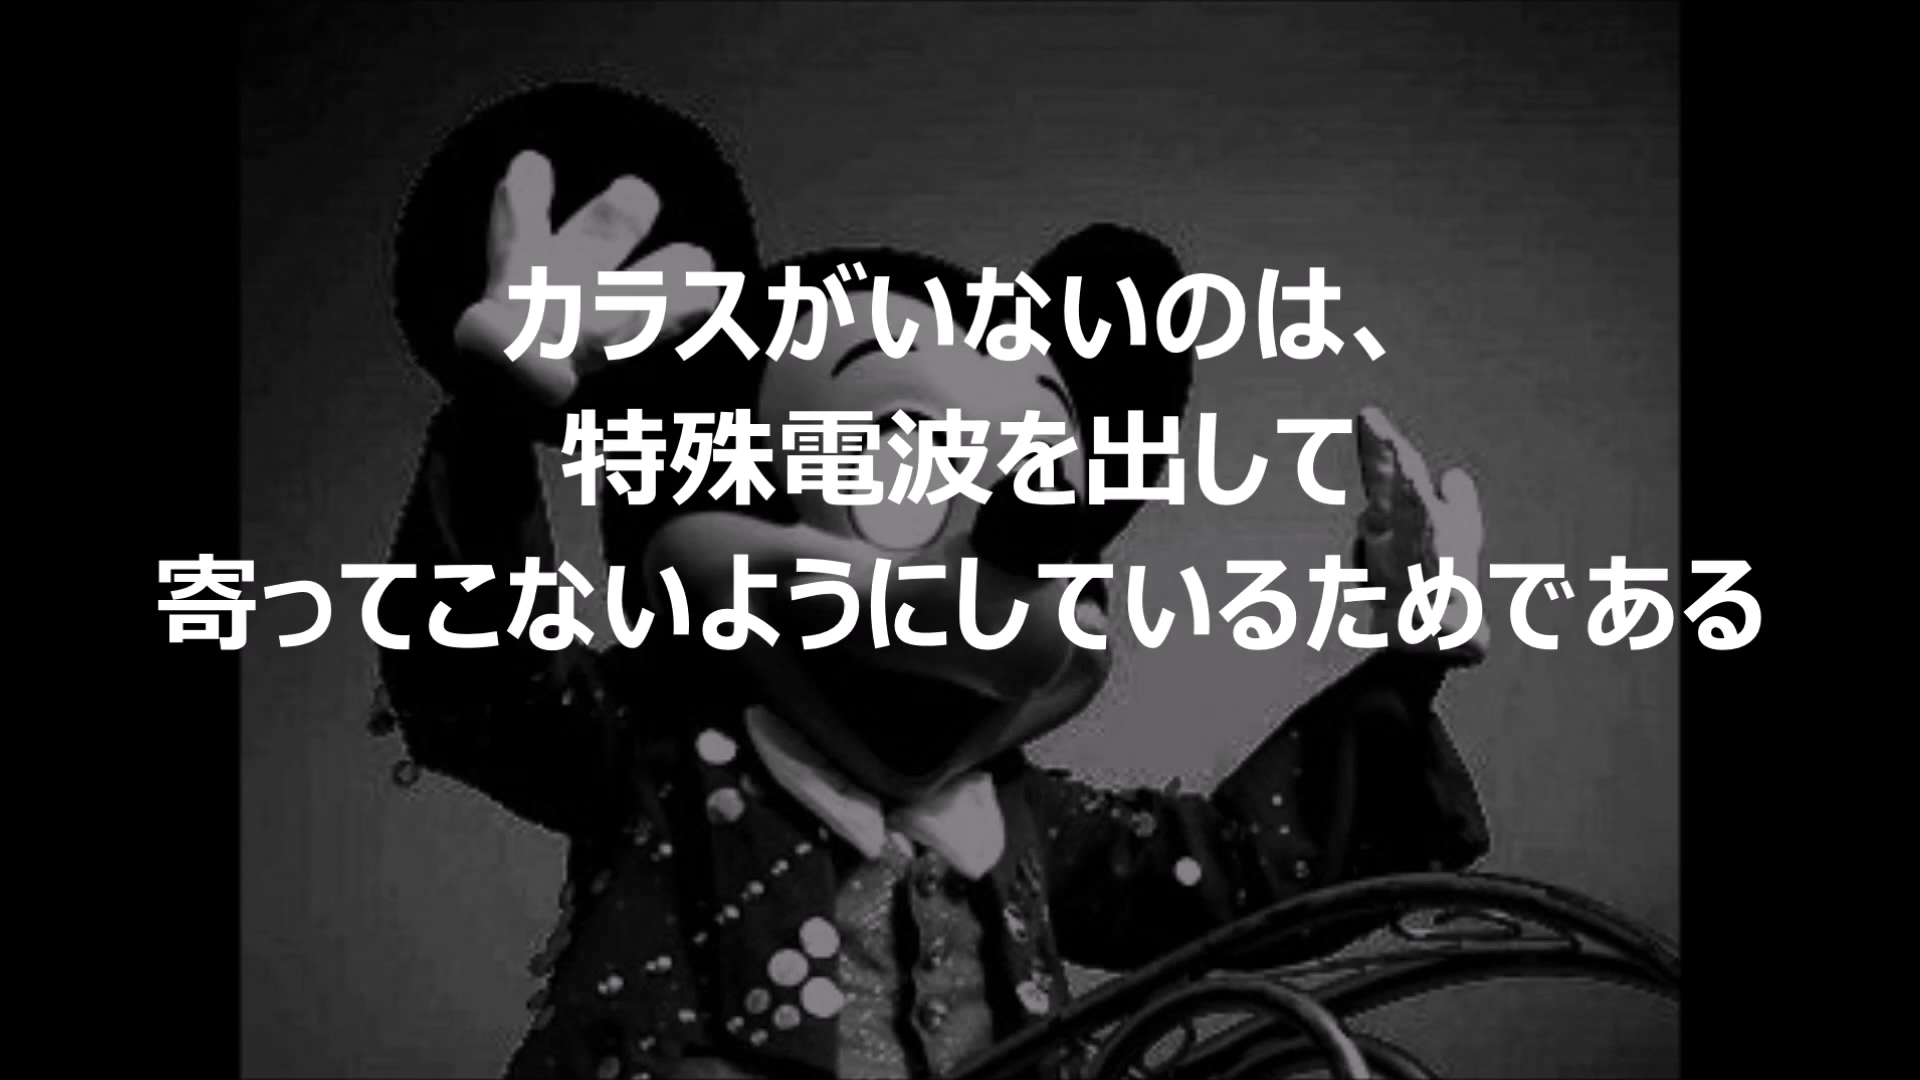 カラスがいないのは、
特殊電波を出して
寄ってこないようにしているためである